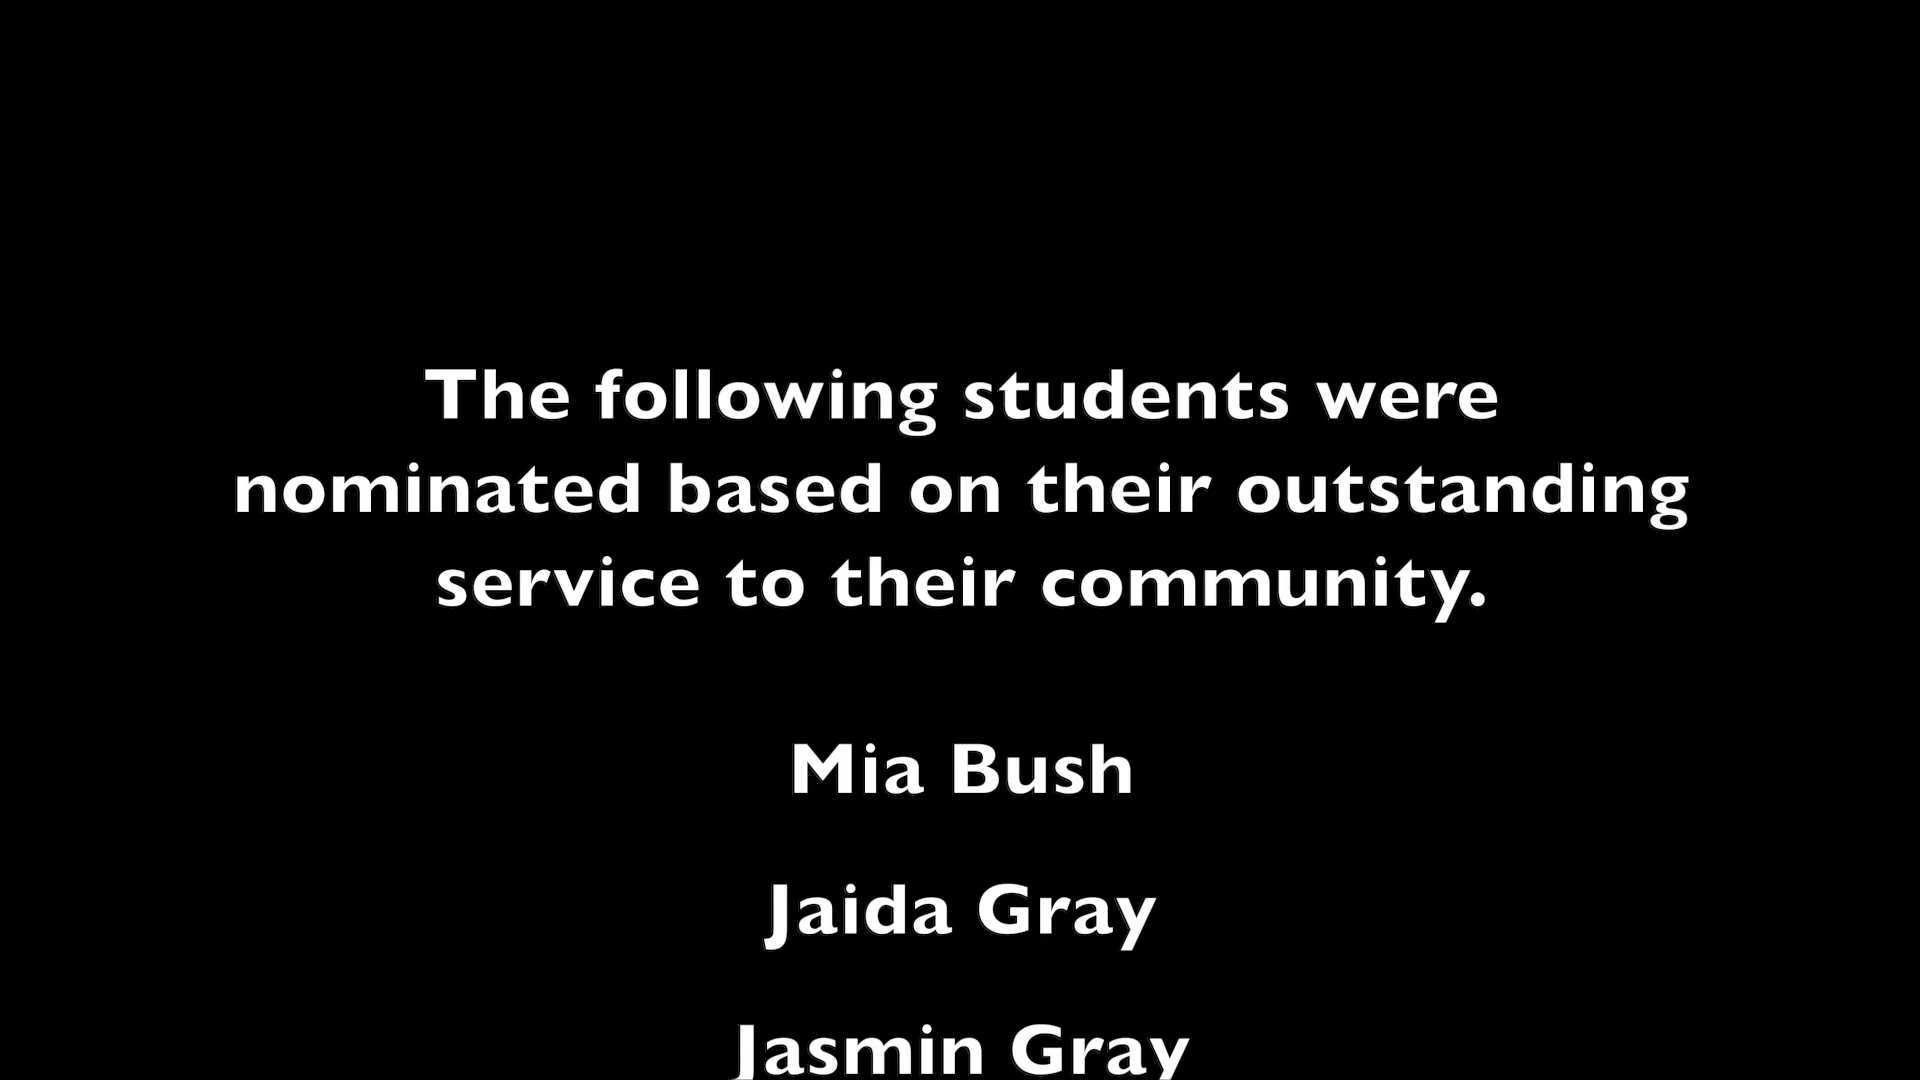 The following students were
nominated based on their outstanding
service to their community.
Mia Bush
Jaida Gray
Jasmin Gray